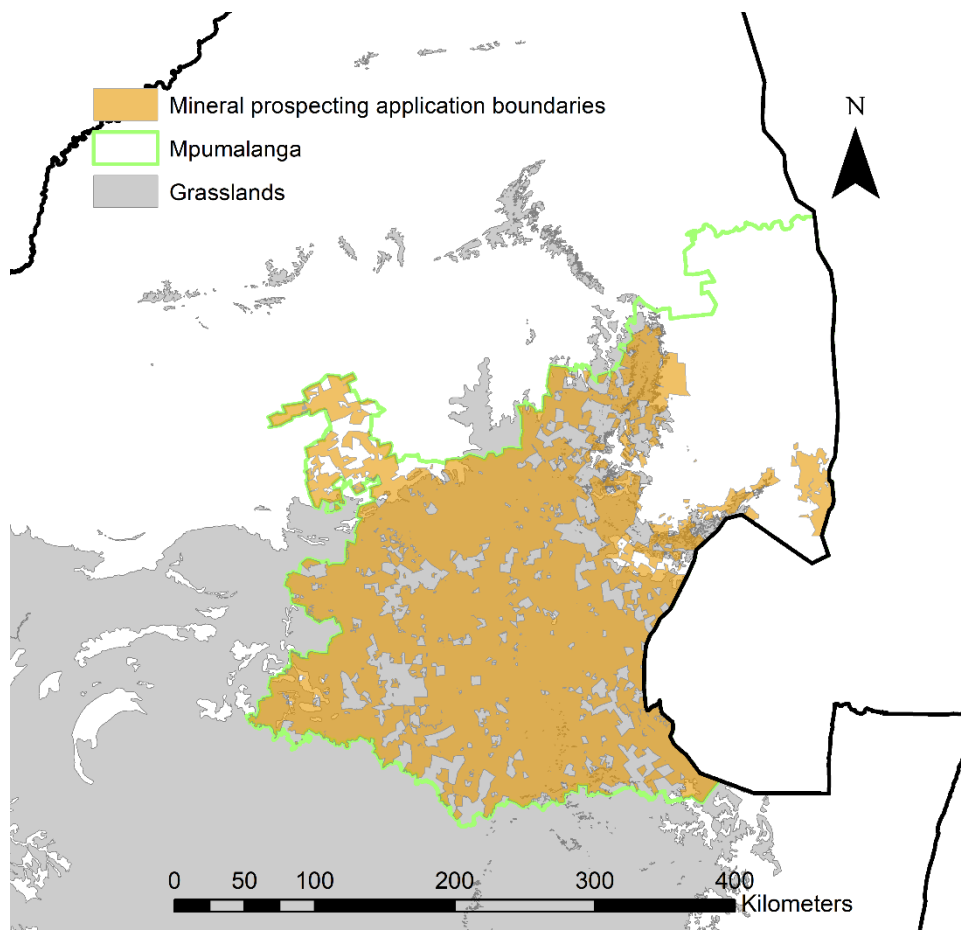 Mineral prospecting application boundaries
Mpumalanga
Grasslands
N
0 50 100 200 300 400
Kilometers